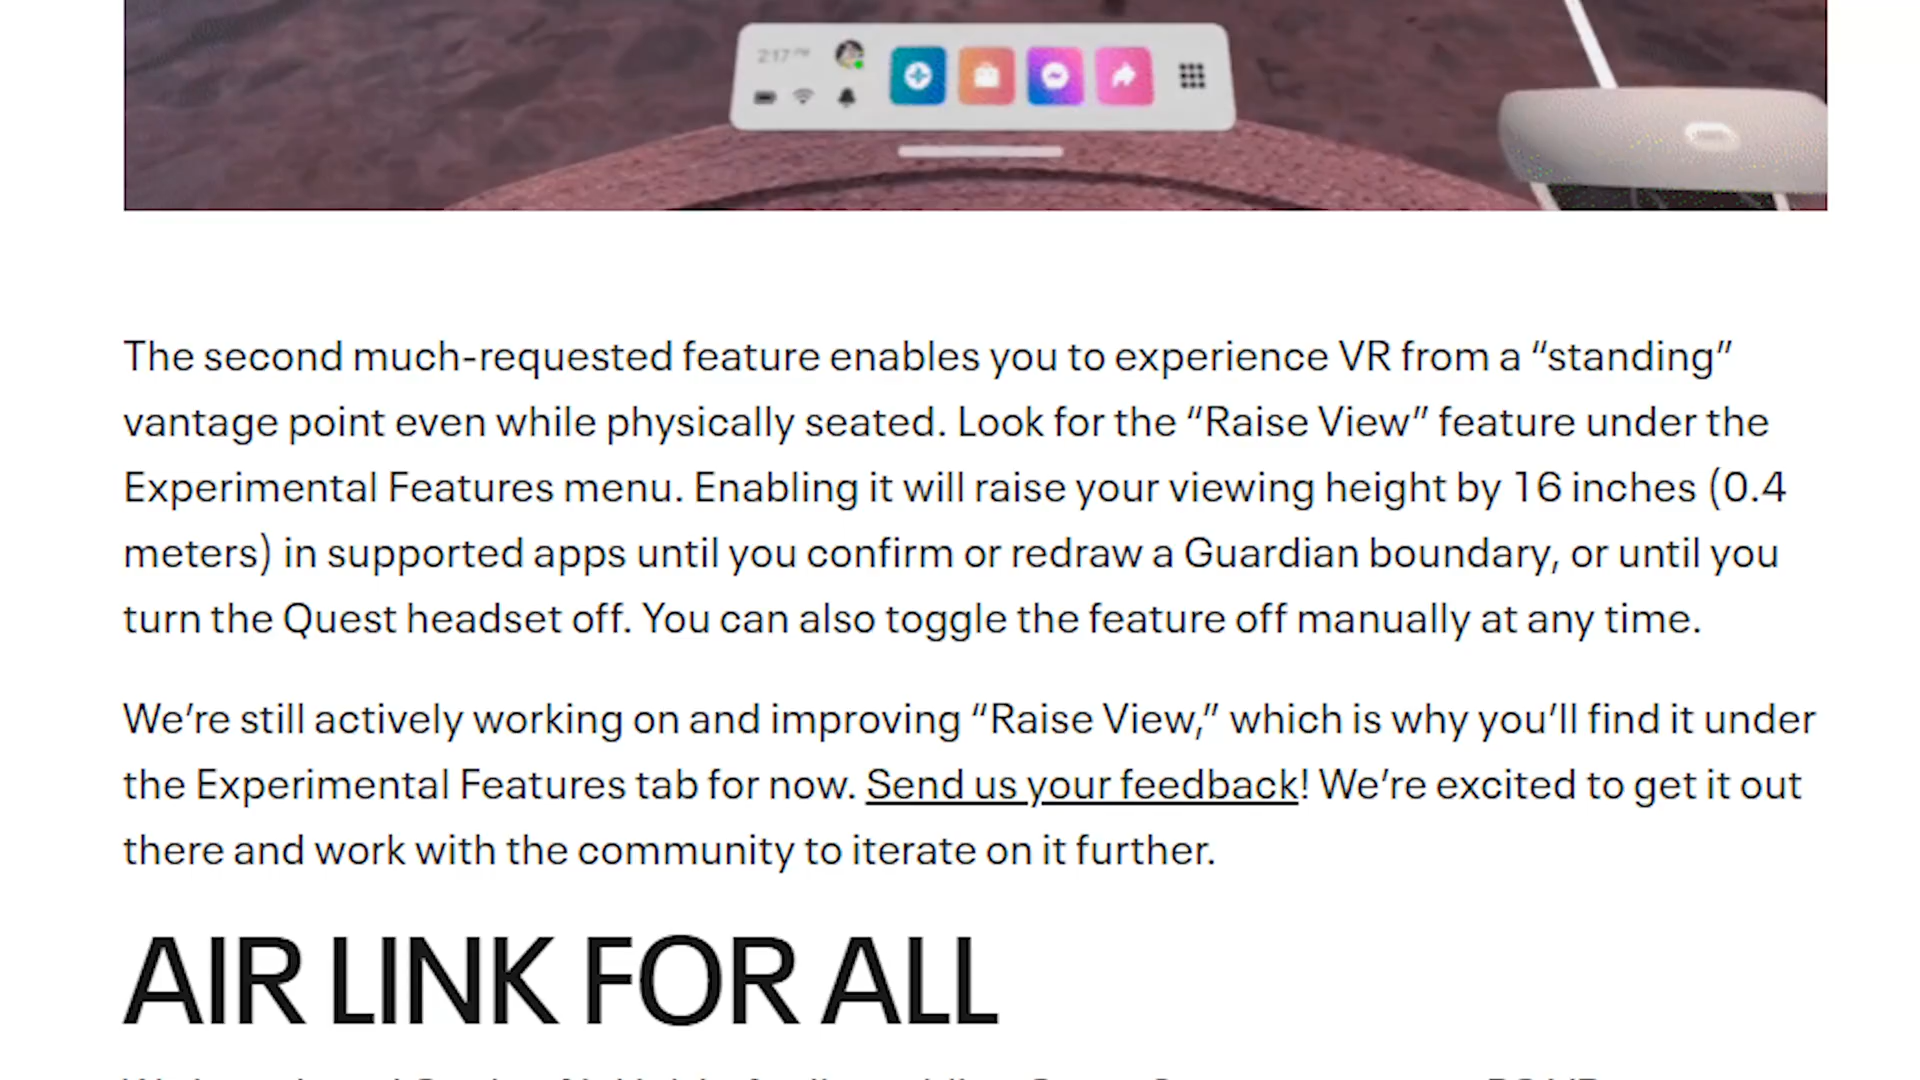 2:17 PM
The second much-requested feature enables you to experience VR from a “standing”
vantage point even while physically seated. Look for the “Raise View” feature under the
Experimental Features menu. Enabling it will raise your viewing height by 16 inches (0.4
meters) in supported apps until you confirm or redraw a Guardian boundary, or until you
turn the Quest headset off. You can also toggle the feature off manually at any time.
We’re still actively working on and improving “Raise View,” which is why you’ll find it under
the Experimental Features tab for now. Send us your feedback! We’re excited to get it out
there and work with the community to iterate on it further.
AIR LINK FOR ALL